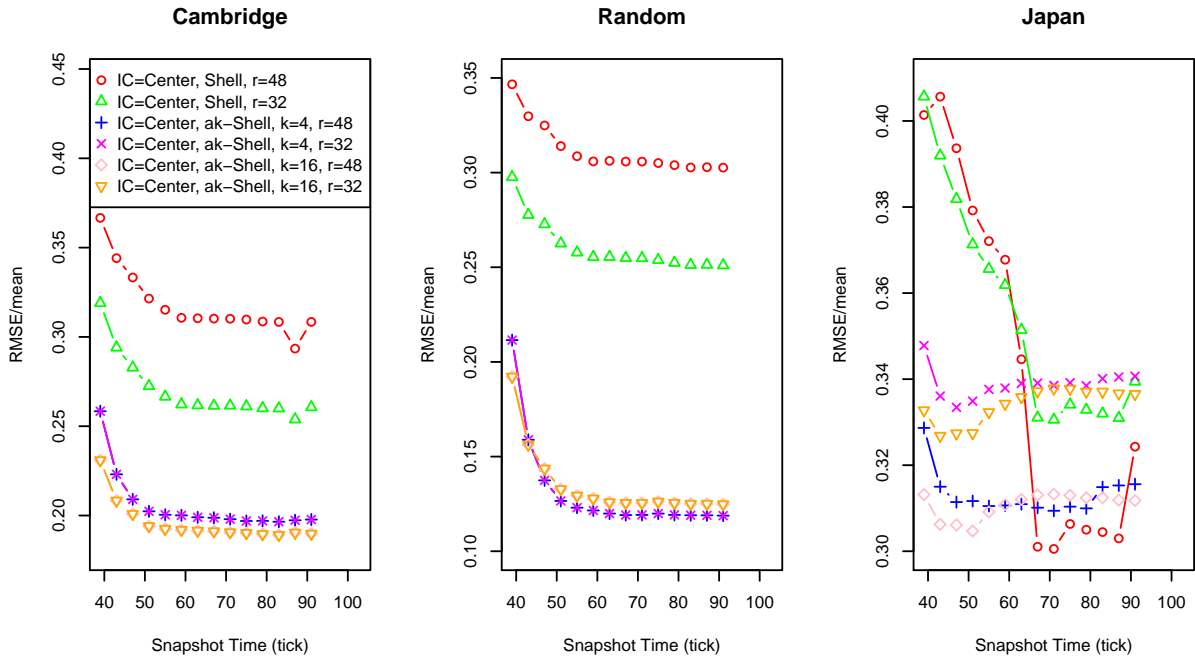 Cambridge
RMSE/mean
0.20 0.25 0.30 0.35 0.40 0.45
IC=Center, Shell, r=48
IC=Center, Shell, r=32
IC=Center, ak−Shell, k=4, r=48
IC=Center, ak−Shell, k=4, r=32
IC=Center, ak−Shell, k=16, r=48
IC=Center, ak−Shell, k=16, r=32
40 50 60 70 80 90 100
Snapshot Time (tick)
Random
RMSE/mean
0.10 0.15 0.20 0.25 0.30 0.35
40 50 60 70 80 90 100
Snapshot Time (tick)
Japan
RMSE/mean
0.30 0.32 0.34 0.36 0.38 0.40
40 50 60 70 80 90 100
Snapshot Time (tick)